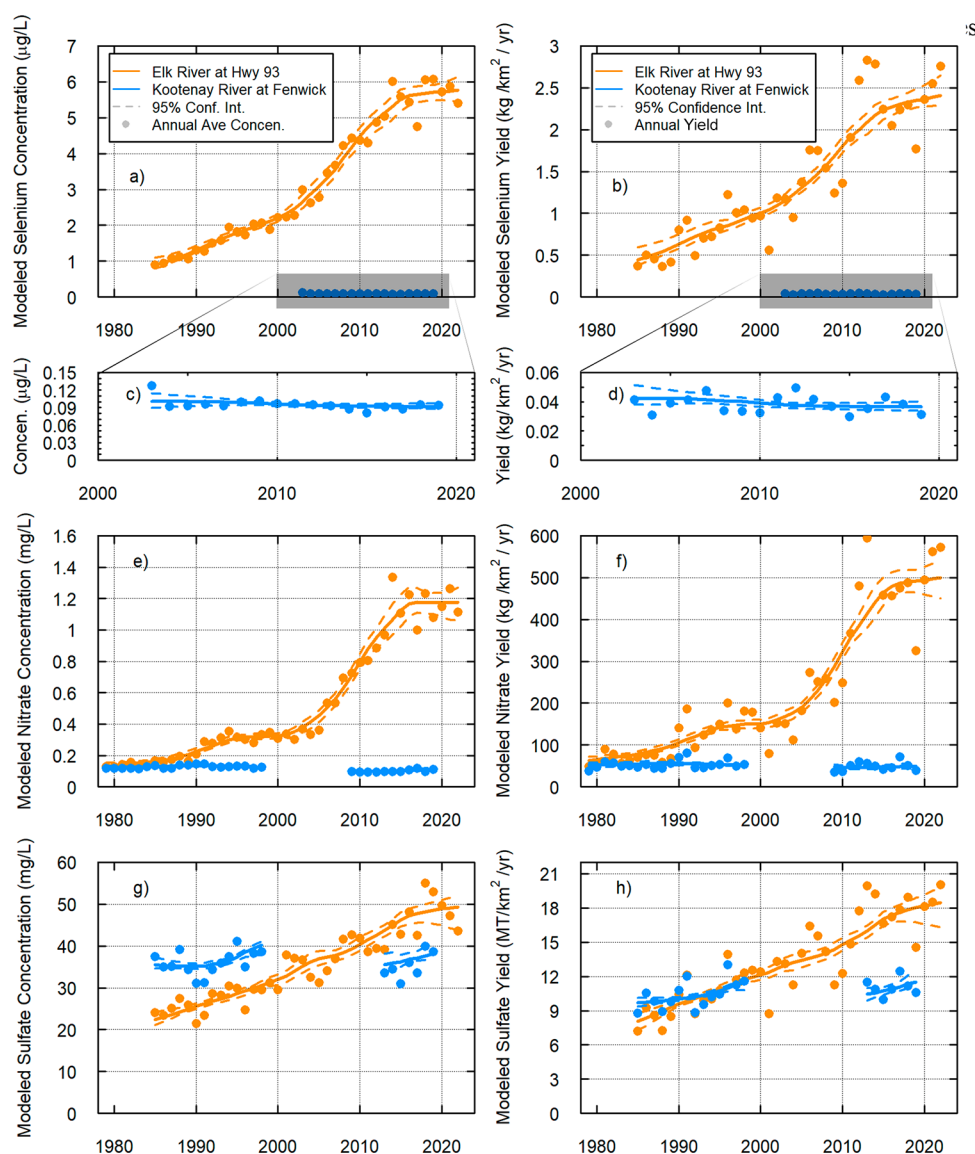 es
Modeled Selenium Concentration (µg/L)
7
6
5
4
3
2
1
0
Elk River at Hwy 93
Kootenay River at Fenwick
95% Conf. Int.
Annual Ave Concen.
a)
1980 1990 2000 2010 2020
Modeled Selenium Yield (kg /km² / yr)
3
2.5
2
1.5
1
0.5
0
Elk River at Hwy 93
Kootenay River at Fenwick
95% Confidence Int.
Annual Yield
b)
1980 1990 2000 2010 2020
Concen. (µg/L)
0.15
0.12
0.09
0.06
0.03
0
c)
2000 2010 2020
Yield (kg/ km² /yr)
0.06
0.04
0.02
0
d)
2000 2010 2020
Modeled Nitrate Concentration (mg/L)
1.6
1.4
1.2
1
0.8
0.6
0.4
0.2
0
e)
1980 1990 2000 2010 2020
Modeled Nitrate Yield (kg /km² / yr)
600
500
400
300
200
100
0
f)
1980 1990 2000 2010 2020
Modeled Sulfate Concentration (mg/L)
60
50
40
30
20
10
0
g)
1980 1990 2000 2010 2020
Modeled Sulfate Yield (MT/km² /yr)
21
18
15
12
9
6
3
0
h)
1980 1990 2000 2010 2020